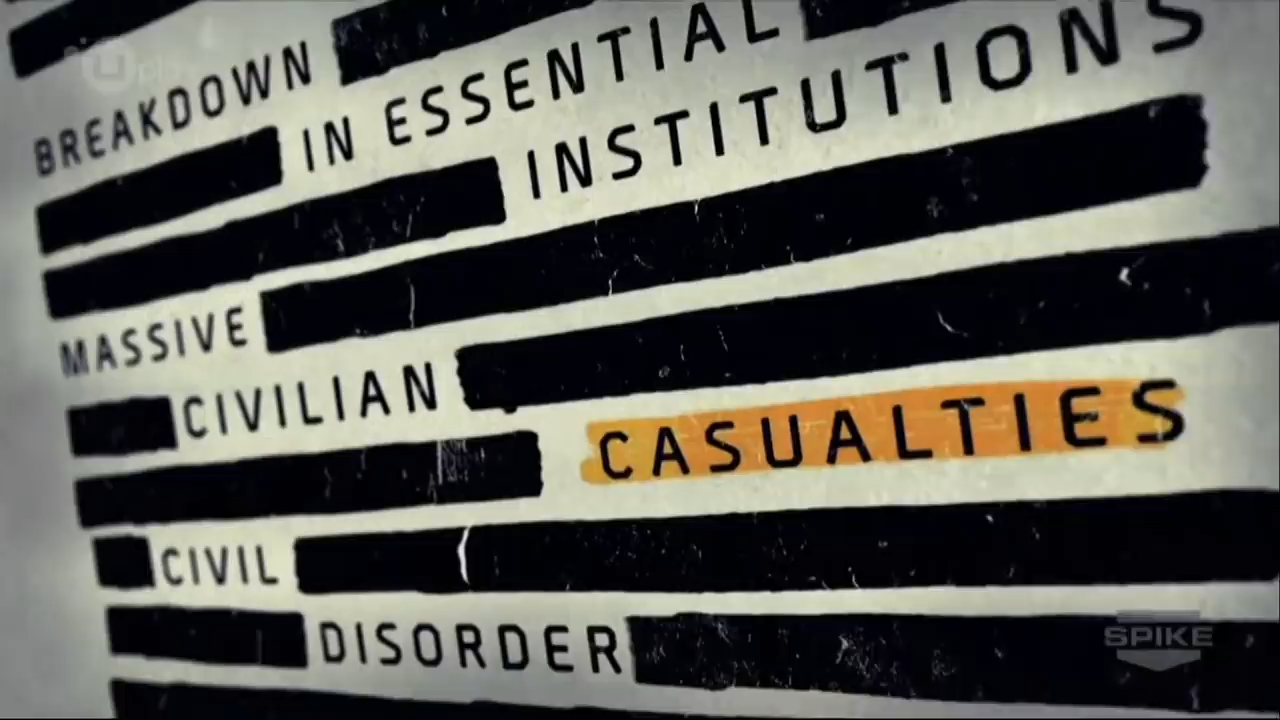 BREAKDOWN
IN ESSENTIAL
INSTITUTIONS
MASSIVE
CIVILIAN
CASUALTIES
CIVIL
DISORDER
SPIKE